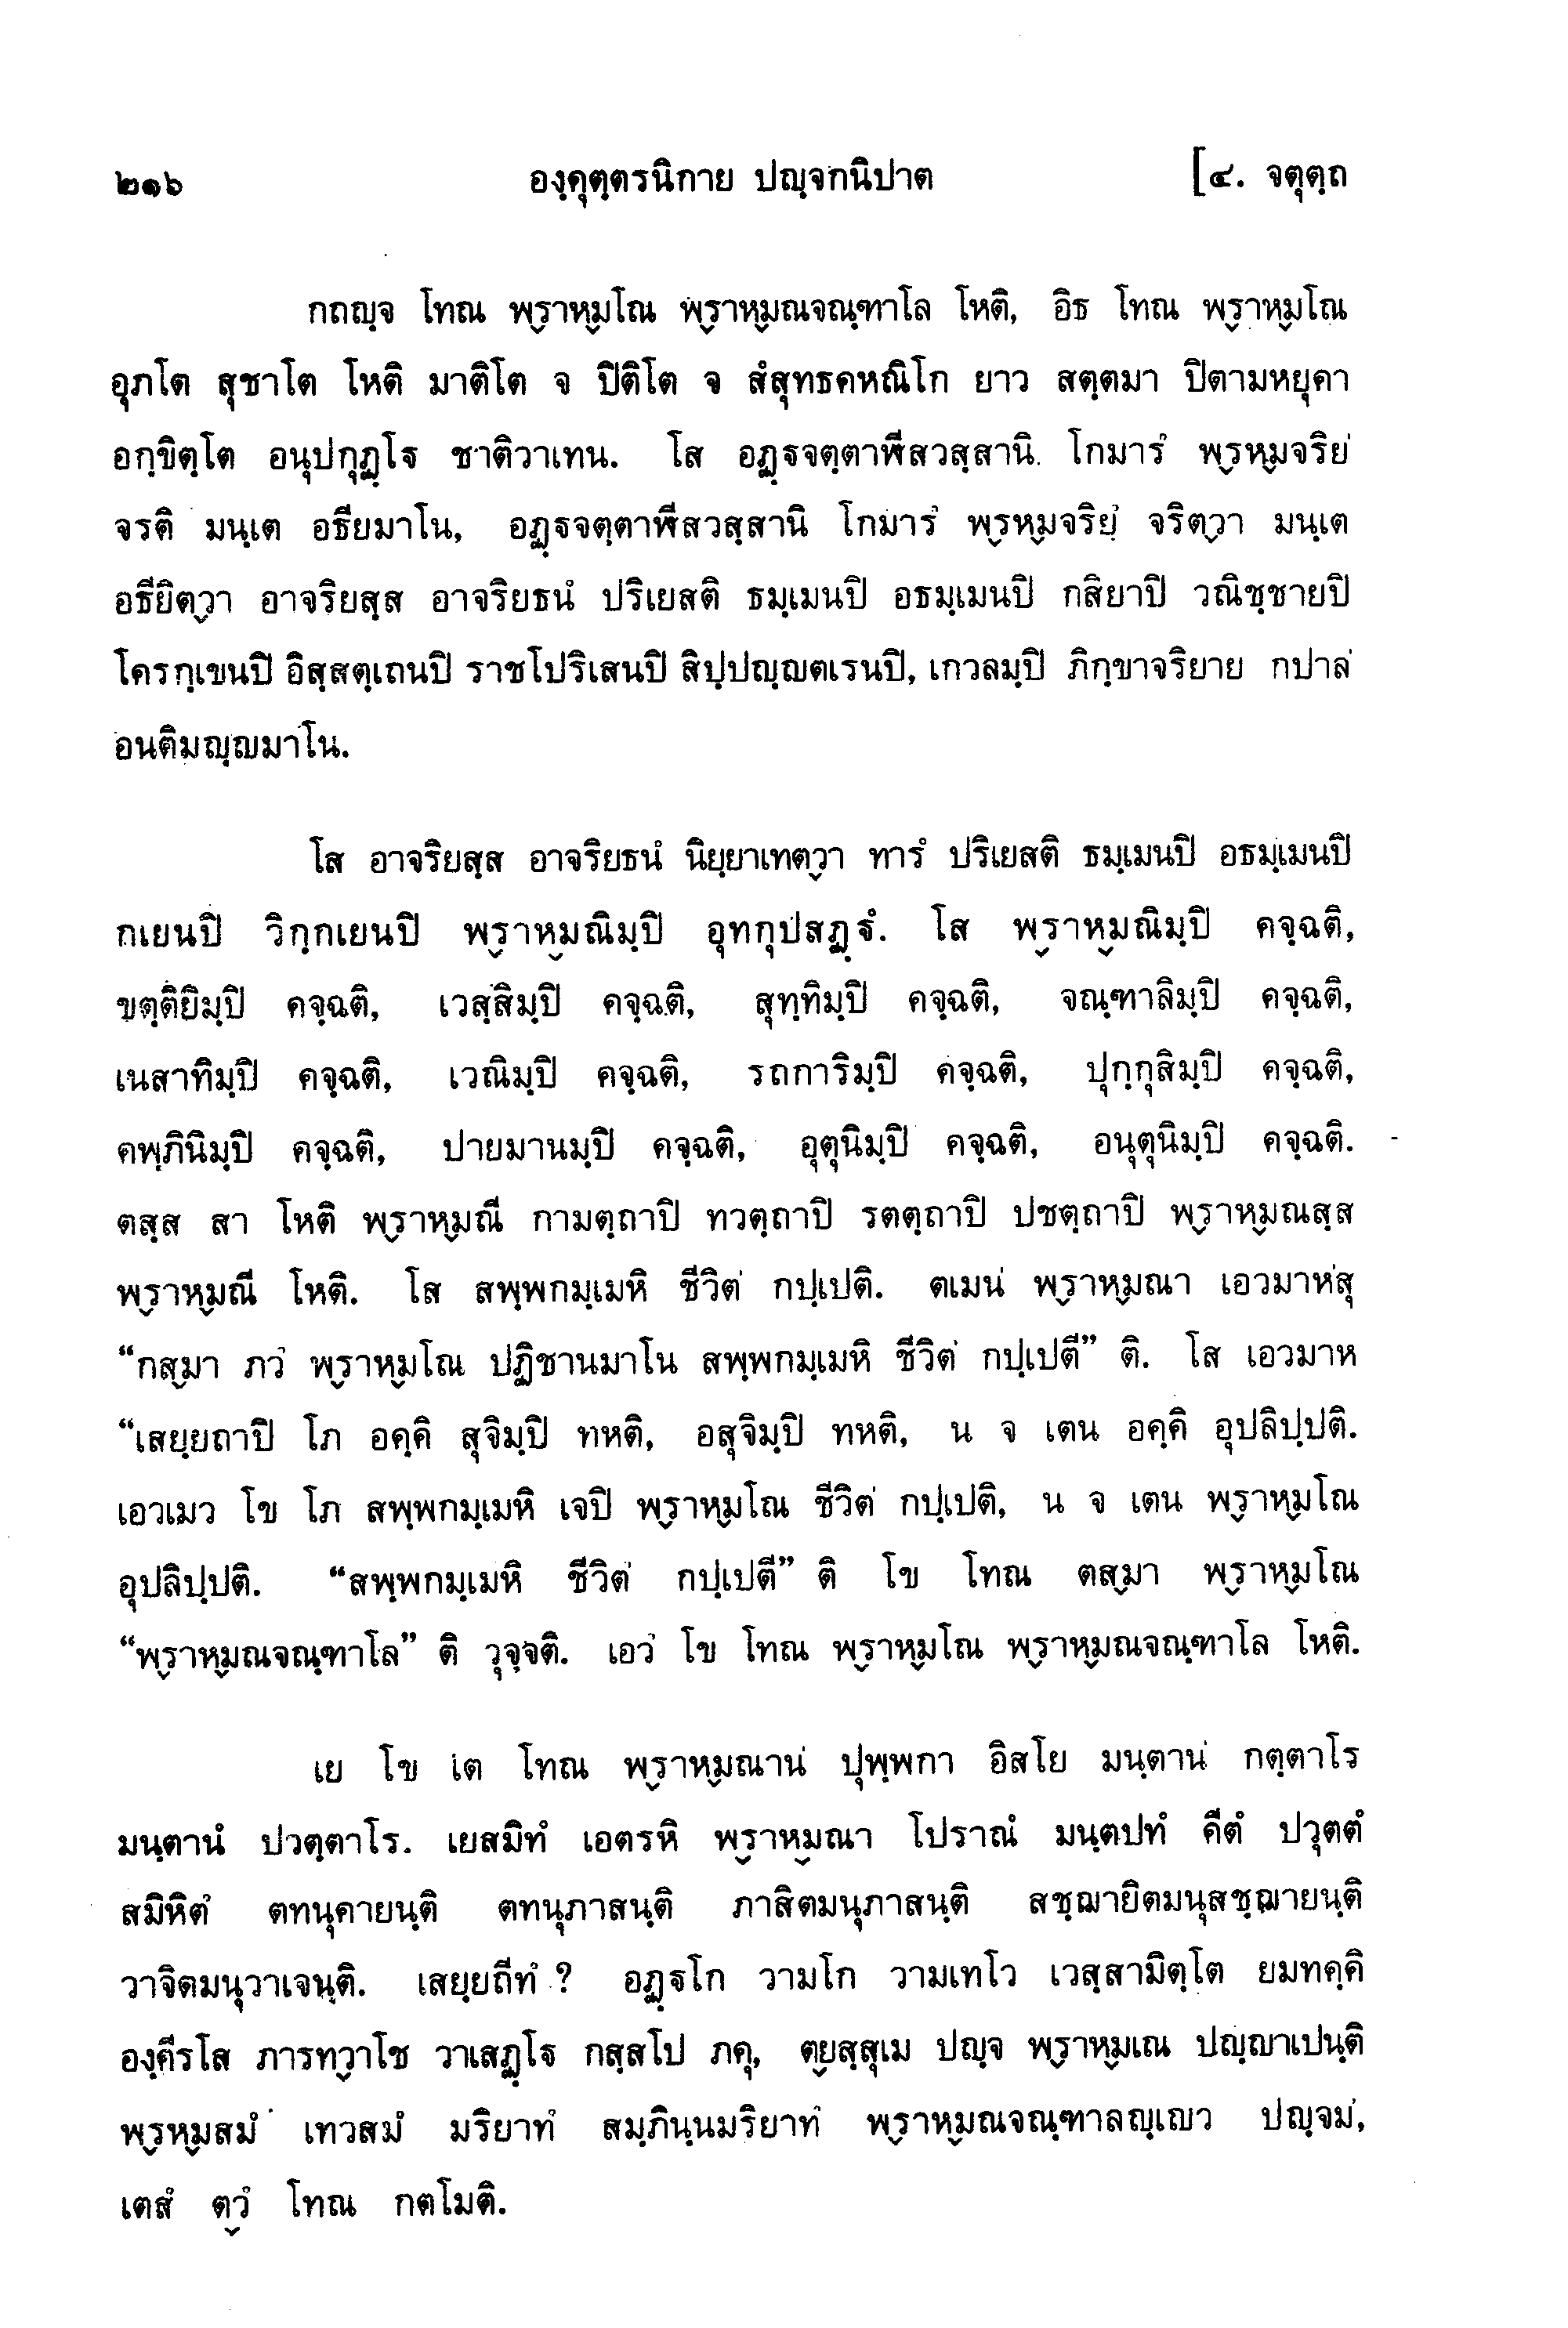 ๒๑๖ องฺคุตฺตรนิกาย ปญฺจกนิปาต [๔. จตุตฺถ
กถญฺจ โทณ พฺราหฺมโณ พฺราหฺมณจณฺฑาโล โหติ, อิธ โทณ พฺราหฺมโณ
อุภโต สุชาโต โหติ มาติโต จ ปิติโต จ สํสุทธคหณิโก ยาว สตฺตมา ปิตามหยุคา
อกฺขิตฺโต อนุปกุฏฺโฐ ชาติวาเทน. โส อฏฺฐจตฺตาฬีสวสฺสานิ โกมารํ พฺรหฺมจริยํ
จรติ มนฺเต อธียมาโน, อฏฺฐจตฺตาฬีสวสฺสานิ โกมารํ พฺรหฺมจริยํ จริตฺวา มนฺเต
อธียิตฺวา อาจริยสฺส อาจริยธนํ ปริเยสติ ธมฺเมนปิ อธมฺเมนปิ กสิยาปิ วณิชฺชายปิ
โครกฺเขนปิ อิสฺสตฺเถนปิ ราชโปริเสนปิ สิปฺปญฺญตเรนปิ, เกวลมฺปิ ภิกฺขาจริยาย กปาลํ
อนติมญฺญมาโน.
โส อาจริยสฺส อาจริยธนํ นิยฺยาเทตฺวา ทารํ ปริเยสติ ธมฺเมนปิ อธมฺเมนปิ
กเยนปิ วิกฺกเยนปิ พฺราหฺมณิมฺปิ อุทกุปสฏฺฐํ. โส พฺราหฺมณิมฺปิ คจฺฉติ,
ขตฺติยิมฺปิ คจฺฉติ, เวสฺสิมฺปิ คจฺฉติ, สุทฺทิมฺปิ คจฺฉติ, จณฺฑาลิมฺปิ คจฺฉติ,
เนสาทิมฺปิ คจฺฉติ, เวณิมฺปิ คจฺฉติ, รถการิมฺปิ คจฺฉติ, ปุกฺกุสิมฺปิ คจฺฉติ,
คพฺภินิมฺปิ คจฺฉติ, ปายมานมฺปิ คจฺฉติ, อุตุนิมฺปิ คจฺฉติ, อนุตุนิมฺปิ คจฺฉติ.
ตสฺส สา โหติ พฺราหฺมณี กามตฺถาปิ ทวตฺถาปิ รตตฺถาปิ ปชตฺถาปิ พฺราหฺมณสฺส
พฺราหฺมณี โหติ. โส สพฺพกมฺเมหิ ชีวิตํ กปฺเปติ. ตเมนํ พฺราหฺมณา เอวมาหํสุ
“กสฺมา ภวํ พฺราหฺมโณ ปฏิชานมาโน สพฺพกมฺเมหิ ชีวิตํ กปฺเปตี” ติ. โส เอวมาห
“เสยฺยถาปิ โภ อคฺคิ สุจิมฺปิ ทหติ, อสุจิมฺปิ ทหติ, น จ เตน อคฺคิ อุปลิปฺปติ.
เอวเมว โข โภ สพฺพกมฺเมหิ เจปิ พฺราหฺมโณ ชีวิตํ กปฺเปติ, น จ เตน พฺราหฺมโณ
อุปลิปฺปติ. “สพฺพกมฺเมหิ ชีวิตํ กปฺเปตี” ติ โข โทณ ตสฺมา พฺราหฺมโณ
“พฺราหฺมณจณฺฑาโล” ติ วุจฺจติ. เอวํ โข โทณ พฺราหฺมโณ พฺราหฺมณจณฺฑาโล โหติ.
เย โข เต โทณ พฺราหฺมณานํ ปุพฺพกา อิสโย มนฺตานํ กตฺตาโร
มนฺตานํ ปวตฺตาโร. เยสมิทํ เอตรหิ พฺราหฺมณา โปราณํ มนฺตปทํ คีตํ ปวุตตํ
สมิหิตํ ตทนุคายนฺติ ตทนุภาสนฺติ ภาสิตมนุภาสนฺติ สชฺฌายิตมนุสชฺฌายนฺติ
วาจิตมนุวาเจนฺติ. เสยฺยถีทํ ? อฏฺฐโก วามโก วามเทโว เวสฺสามิตฺโต ยมทคฺคิ
องฺคีรโส ภารทฺวาโช วาเสฏฺโฐ กสฺสโป ภคุ, ตฺยสฺสุเม ปญฺจ พฺราหฺมเณ ปญฺญาเปนฺติ
พฺรหฺมสมํ เทวสมํ มริยาทํ สมฺภินฺนมริยาทํ พฺราหฺมณจณฺฑาลญฺเญว ปญฺจมํ,
เตสํ ตฺวํ โทณ กตโมติ.